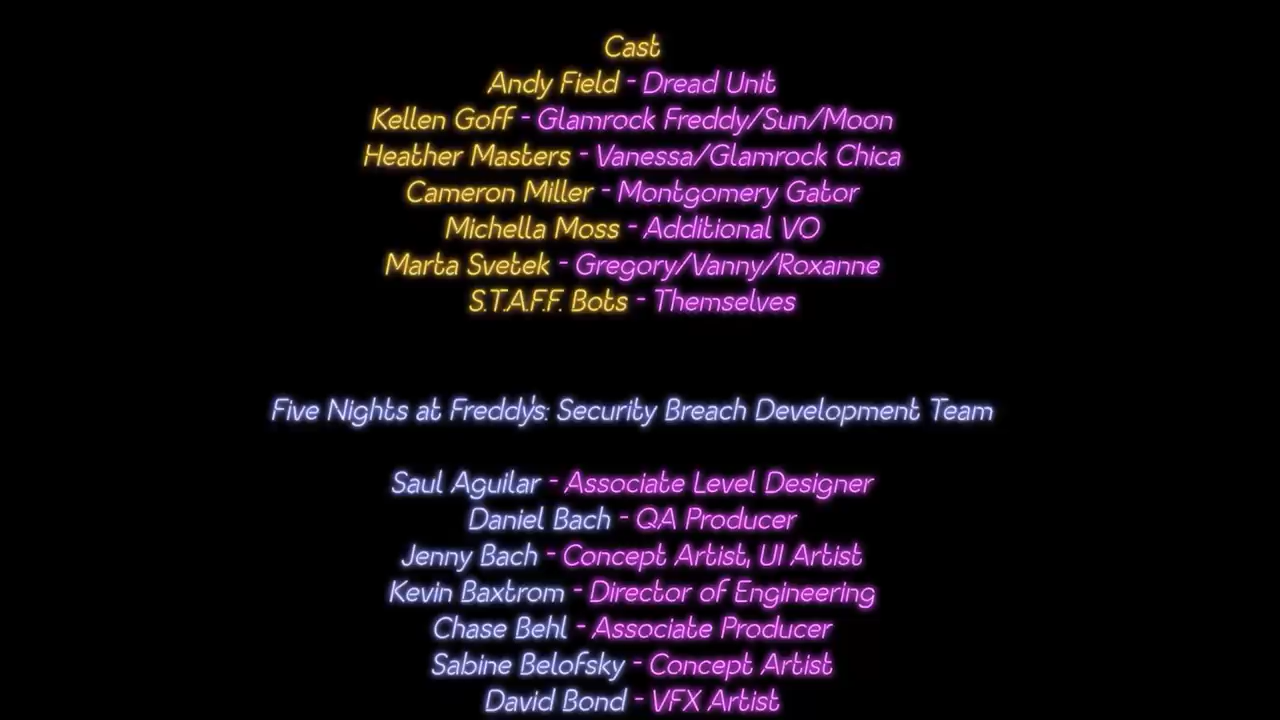 Cast
Andy Field - Dread Unit
Kellen Goff - Glamrock Freddy/Sun/Moon
Heather Masters - Vanessa/Glamrock Chica
Cameron Miller - Montgomery Gator
Michella Moss - Additional VO
Marta Svetek - Gregory/Vanny/Roxanne
S.T.A.F.F. Bots - Themselves
Five Nights at Freddy's: Security Breach Development Team
Saul Aguilar - Associate Level Designer
Daniel Bach - QA Producer
Jenny Bach - Concept Artist, UI Artist
Kevin Baxtrom - Director of Engineering
Chase Behl - Associate Producer
Sabine Belofsky - Concept Artist
David Bond - VFX Artist